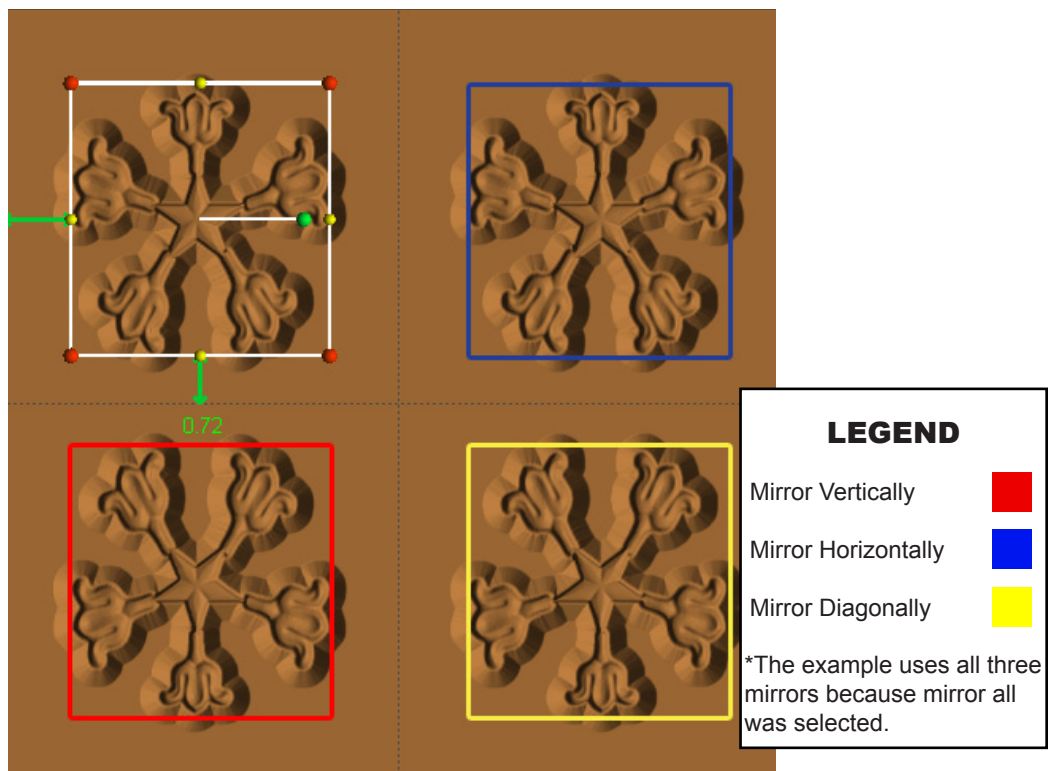 0.72
LEGEND
Mirror Vertically
Mirror Horizontally
Mirror Diagonally
*The example uses all three
mirrors because mirror all
was selected.